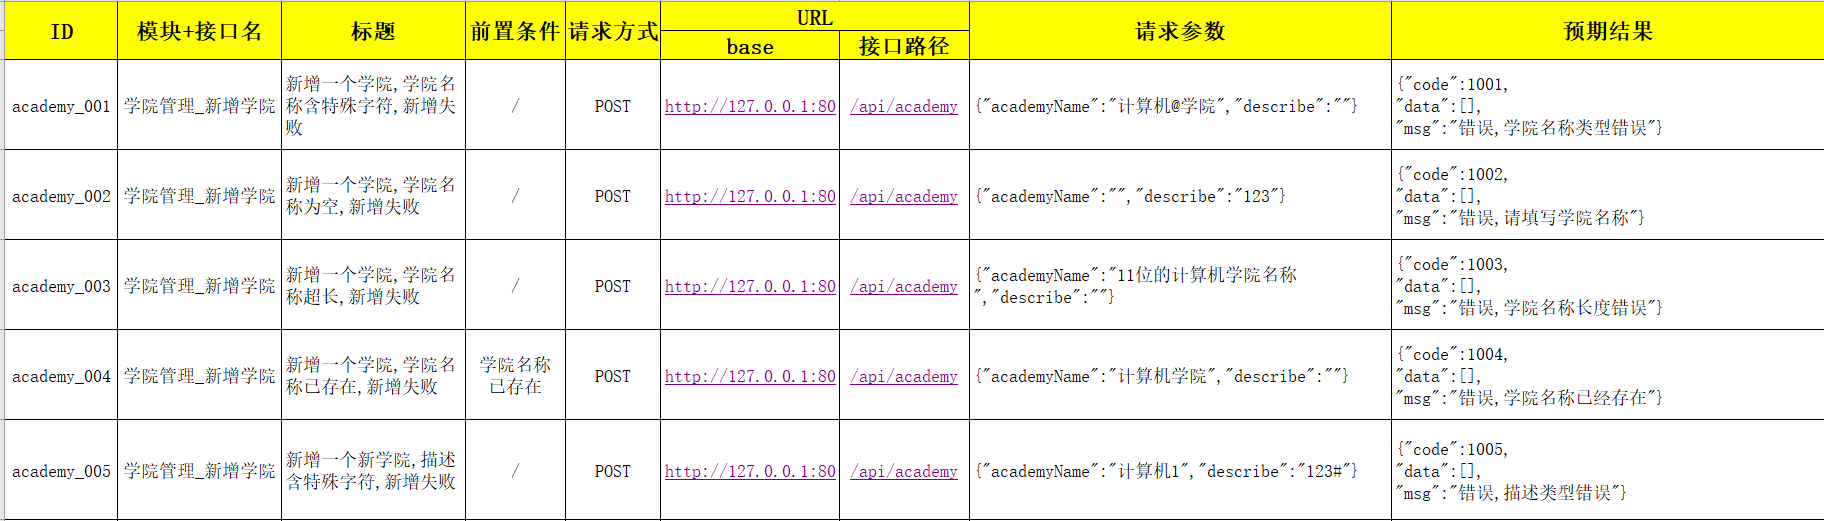 ID
模块+接口名
标题
前置条件
请求方式
URL
base
接口路径
请求参数
预期结果
academy_001
学院管理_新增学院
新增一个学院,学院名
称含特殊字符,新增失
败
/
POST
http://127.0.0.1:80
/api/academy
{"academyName":"计算机@学院","describe":""}
{"code":1001,
"data":[],
"msg":"错误,学院名称类型错误"}
academy_002
学院管理_新增学院
新增一个学院,学院名
称为空,新增失败
/
POST
http://127.0.0.1:80
/api/academy
{"academyName":"","describe":"123"}
{"code":1002,
"data":[],
"msg":"错误,请填写学院名称"}
academy_003
学院管理_新增学院
新增一个学院,学院名
称超长,新增失败
/
POST
http://127.0.0.1:80
/api/academy
{"academyName":"11位的计算机学院名称
","describe":""}
{"code":1003,
"data":[],
"msg":"错误,学院名称长度错误"}
academy_004
学院管理_新增学院
新增一个学院,学院名
称已存在,新增失败
学院名称
已存在
POST
http://127.0.0.1:80
/api/academy
{"academyName":"计算机学院","describe":""}
{"code":1004,
"data":[],
"msg":"错误,学院名称已经存在"}
academy_005
学院管理_新增学院
新增一个新学院,描述
含特殊字符,新增失败
/
POST
http://127.0.0.1:80
/api/academy
{"academyName":"计算机1","describe":"123#"}
{"code":1005,
"data":[],
"msg":"错误,描述类型错误"}